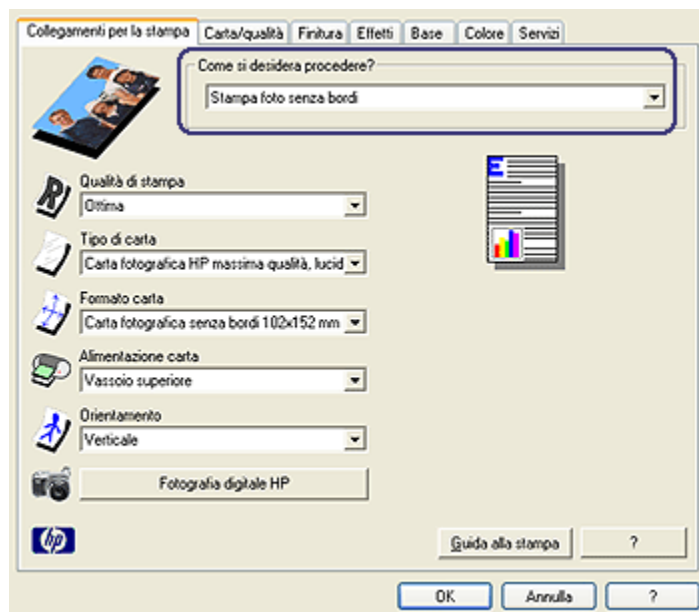 Collegamenti per la stampa Carta/qualità Finitura Effetti Base Colore Servizi
Come si desidera procedere?
Stampa foto senza bordi
Qualità di stampa
Ottima
Tipo di carta
Carta fotografica HP massima qualità, lucid
Formato carta
Carta fotografica senza bordi 102x152 mm
Alimentazione carta
Vassoio superiore
Orientamento
Verticale
Fotografia digitale HP
hp
Guida alla stampa ?
OK Annulla ?
E
R